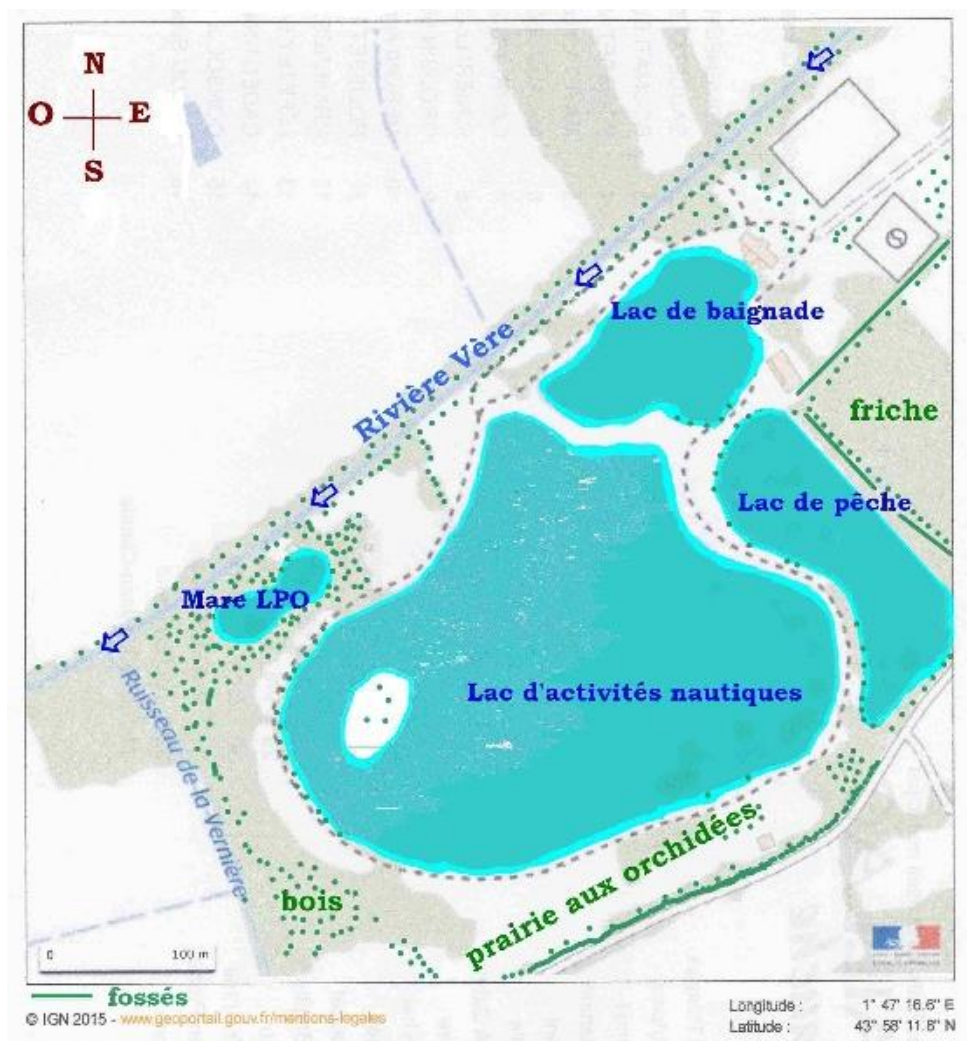 N
O E
S
Lac de baignade
Rivière Vère
friche
Lac de pêche
Mare LPO
Lac d'activités nautiques
Ruisseau de la Vernière
prairie aux orchidées
bois
0 100 m
fossés
© IGN 2015 - www.geoportail.gouv.fr/mentions-legales
Longitude : 1° 47' 16.6" E
Latitude : 43° 58' 11.8" N